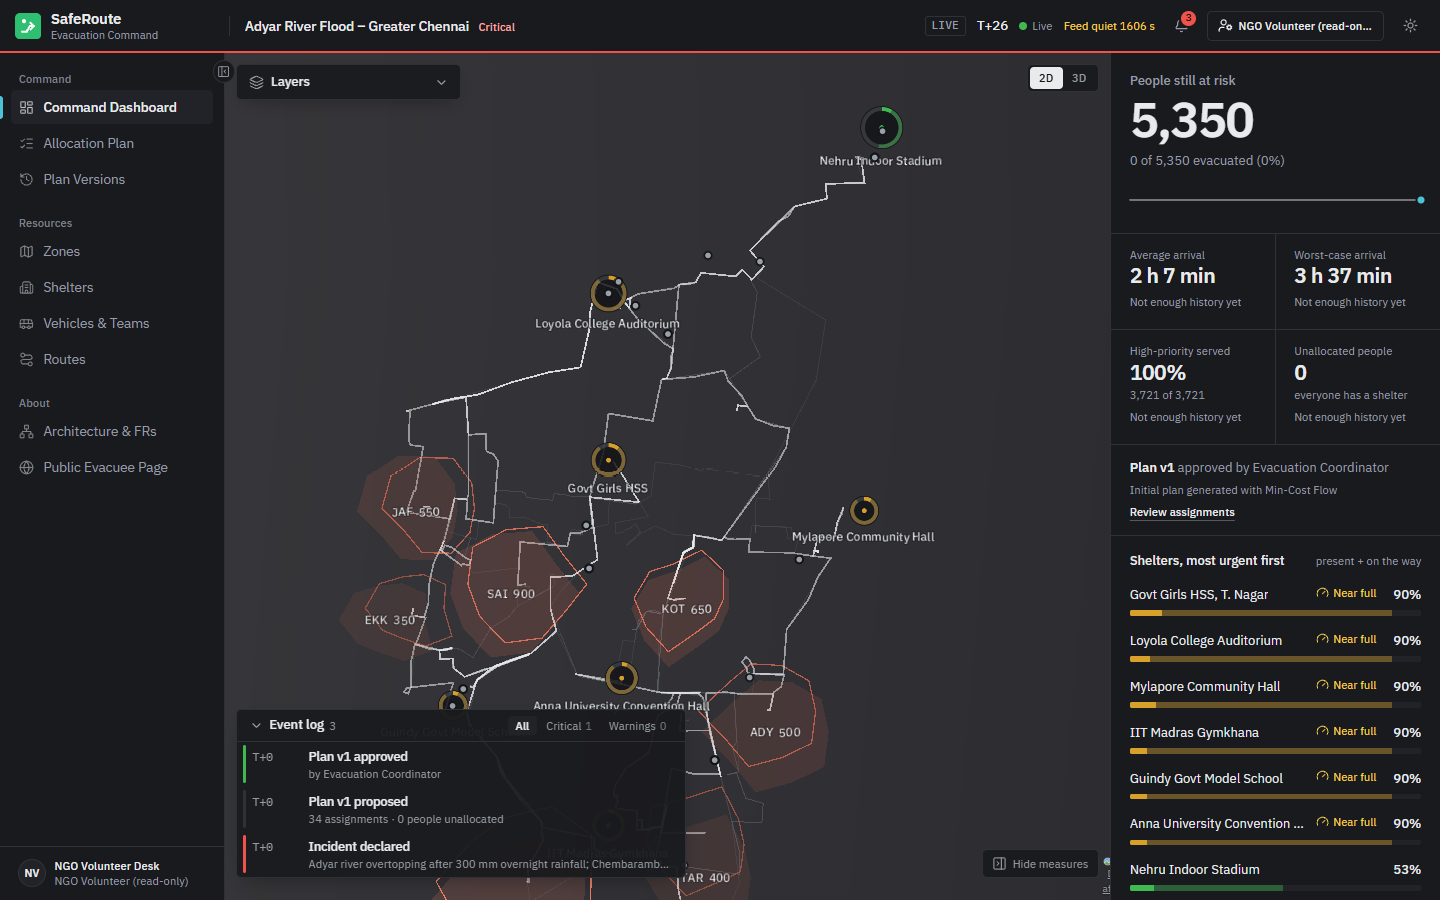 SafeRoute
Evacuation Command
Adyar River Flood – Greater Chennai Critical
LIVE T+26 Live Feed quiet 1606 s 3 NGO Volunteer (read-on...
Command
Command Dashboard
Allocation Plan
Plan Versions
Resources
Zones
Shelters
Vehicles & Teams
Routes
About
Architecture & FRs
Public Evacuee Page
NV NGO Volunteer Desk
NGO Volunteer (read-only)
Layers
2D 3D
Nehru Indoor Stadium
Loyola College Auditorium
Govt Girls HSS
Mylapore Community Hall
JAF 550
SAI 900
KOT 650
EKK 350
Anna University Convention Hall
ADY 500
TAR 400
Event log 3 All Critical 1 Warnings 0
T+0 Plan v1 approved
by Evacuation Coordinator
T+0 Plan v1 proposed
34 assignments · 0 people unallocated
T+0 Incident declared
Adyar river overtopping after 300 mm overnight rainfall; Chembaramb...
Hide measures
People still at risk
5,350
0 of 5,350 evacuated (0%)
Average arrival
2 h 7 min
Not enough history yet
Worst-case arrival
3 h 37 min
Not enough history yet
High-priority served
100%
3,721 of 3,721
Not enough history yet
Unallocated people
0
everyone has a shelter
Not enough history yet
Plan v1 approved by Evacuation Coordinator
Initial plan generated with Min-Cost Flow
Review assignments
Shelters, most urgent first present + on the way
Govt Girls HSS, T. Nagar Near full 90%
Loyola College Auditorium Near full 90%
Mylapore Community Hall Near full 90%
IIT Madras Gymkhana Near full 90%
Guindy Govt Model School Near full 90%
Anna University Convention ... Near full 90%
Nehru Indoor Stadium 53%